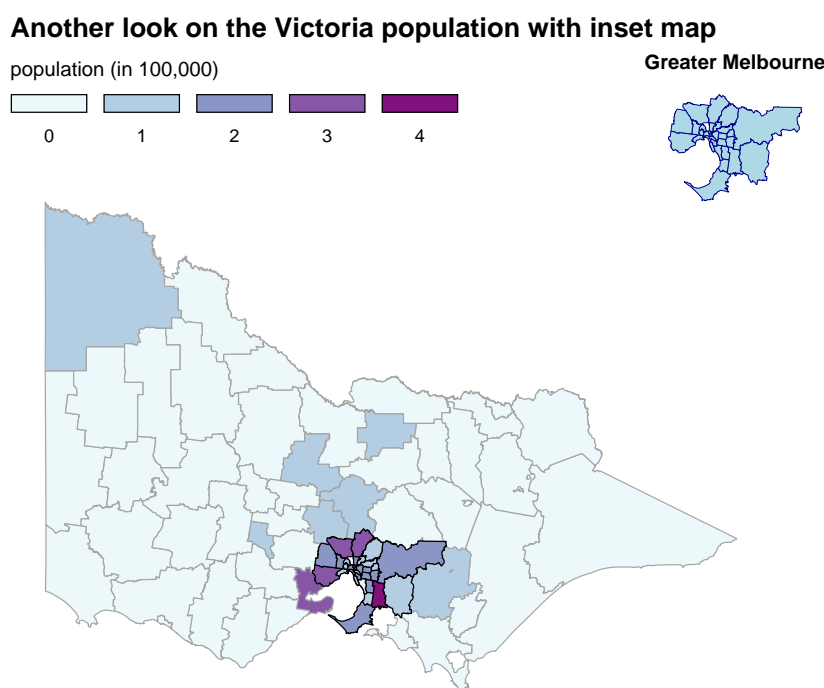 Another look on the Victoria population with inset map
population (in 100,000)
Greater Melbourne
0 1 2 3 4